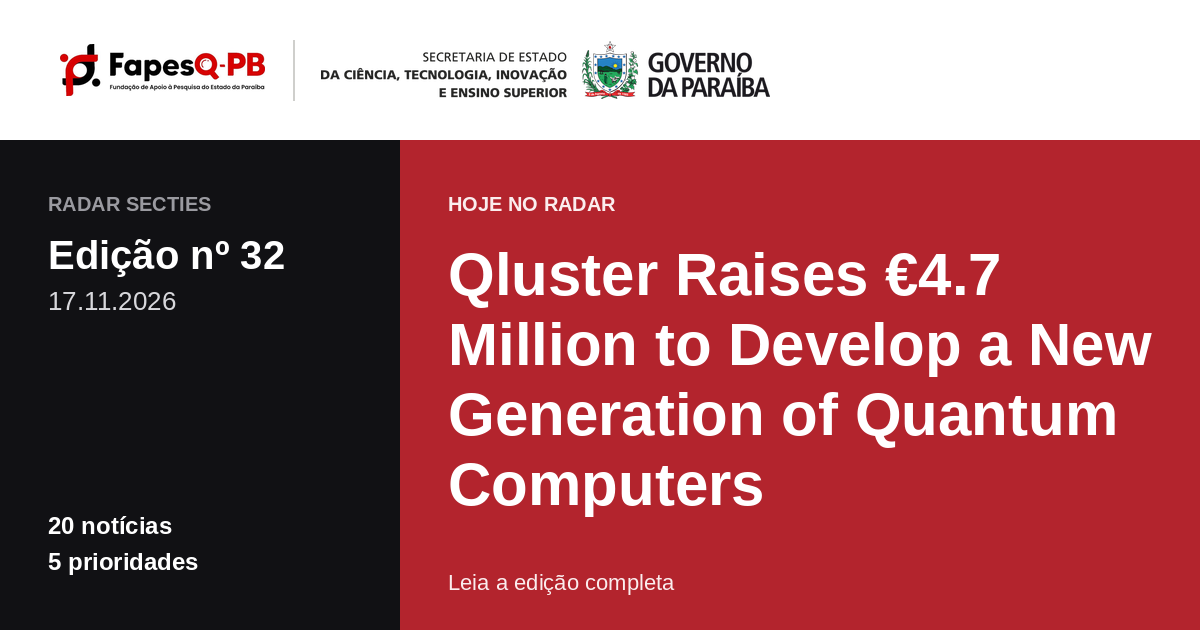 FapesQ-PB
Fundação de Apoio à Pesquisa do Estado da Paraíba
SECRETARIA DE ESTADO
DA CIÊNCIA, TECNOLOGIA, INOVAÇÃO
E ENSINO SUPERIOR
GOVERNO
DA PARAÍBA
RADAR SECTIES
Edição nº 32
17.11.2026
20 notícias
5 prioridades
HOJE NO RADAR
Qluster Raises €4.7
Million to Develop a New
Generation of Quantum
Computers
Leia a edição completa